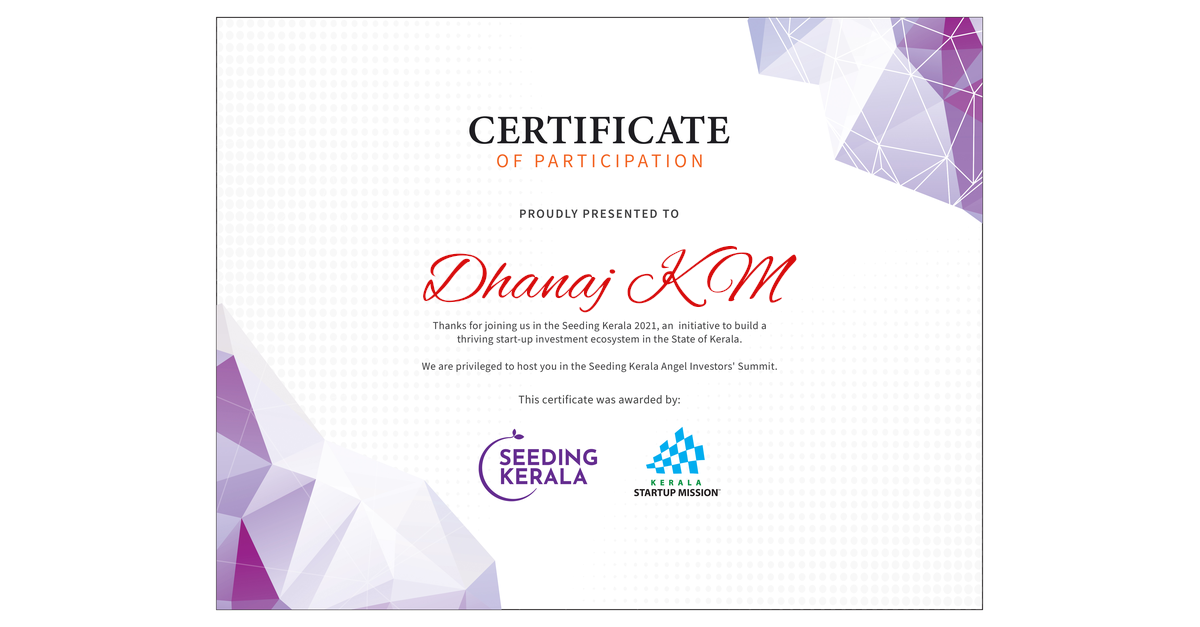 CERTIFICATE
OF PARTICIPATION
PROUDLY PRESENTED TO
Dhanaj KM
Thanks for joining us in the Seeding Kerala 2021, an initiative to build a
thriving start-up investment ecosystem in the State of Kerala.
We are privileged to host you in the Seeding Kerala Angel Investors' Summit.
This certificate was awarded by:
SEEDING
KERALA
KERALA
STARTUP MISSION